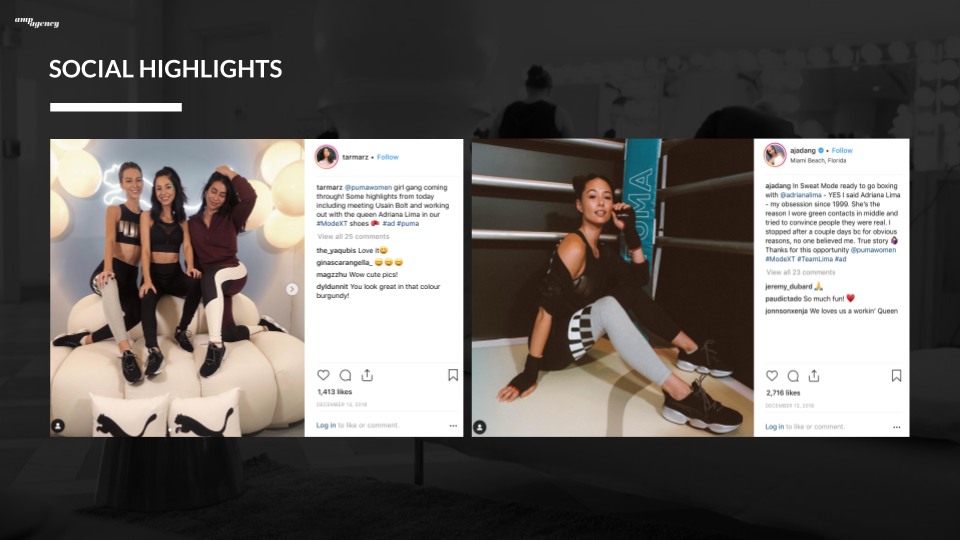 amp
agency
SOCIAL HIGHLIGHTS
tarmarz • Follow
tarmarz @pumawomen girl gang coming
through! Some highlights from today
including meeting Usain Bolt and working
out with the queen Adriana Lima in our
#ModeXT shoes 🥊 #ad #puma
View all 25 comments
the_yaqubis Love it😄
ginascarangella_ 😄 😄 😄
magzzhu Wow cute pics!
dyldunnit You look great in that colour
burgundy!
1,413 likes
DECEMBER 13, 2018
Log in to like or comment.
PUMA
ajadang • Follow
Miami Beach, Florida
ajadang In Sweat Mode ready to go boxing
with @adrianalima - YES I said Adriana Lima
- my obsession since 1999. She's the
reason I wore green contacts in middle and
tried to convince people they were real. I
stopped after a couple days bc for obvious
reasons, no one believed me. True story
Thanks for this opportunity @pumawomen
#ModeXT #TeamLima #ad
View all 23 comments
jeremy_dubard 🙏
paudictado So much fun! ❤️
jonnsonxenja We loves us a workin' Queen
2,716 likes
DECEMBER 13, 2018
Log in to like or comment.